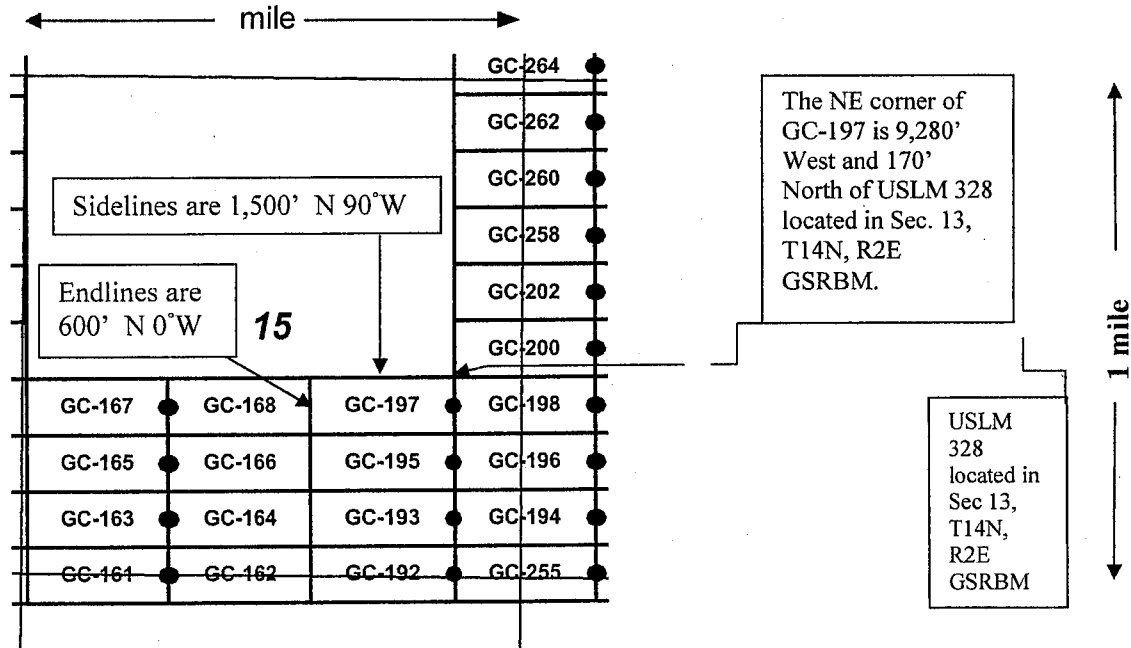 mile
GC-264
GC-262
The NE corner of
GC-197 is 9,280’
West and 170’
North of USLM 328
located in Sec. 13,
T14N, R2E
GSRBM.
GC-260
Sidelines are 1,500’ N 90°W
GC-258
Endlines are
600’ N 0°W
15
GC-202
GC-200
1 mile
GC-167 GC-168 GC-197 GC-198
GC-165 GC-166 GC-195 GC-196
GC-163 GC-164 GC-193 GC-194
GC-161 GC-162 GC-192 GC-255
USLM
328
located in
Sec 13,
T14N,
R2E
GSRBM